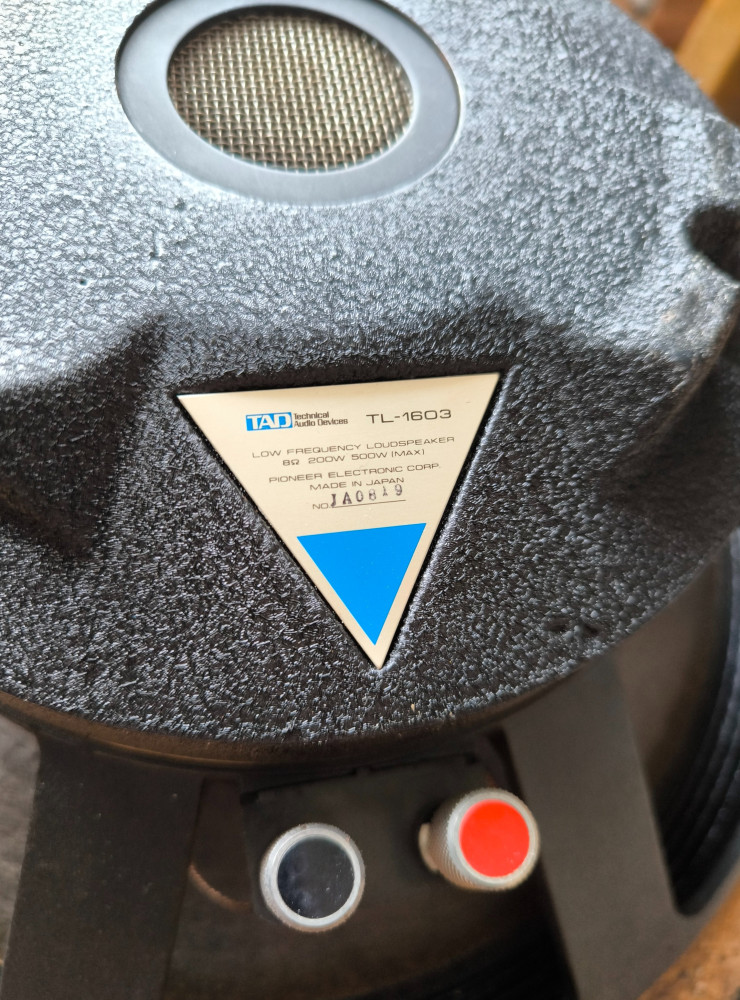 TAD Technical Audio Devices TL-1603
LOW FREQUENCY LOUDSPEAKER
8Ω 200W 500W (MAX)
PIONEER ELECTRONIC CORP.
MADE IN JAPAN
NO. JA0819